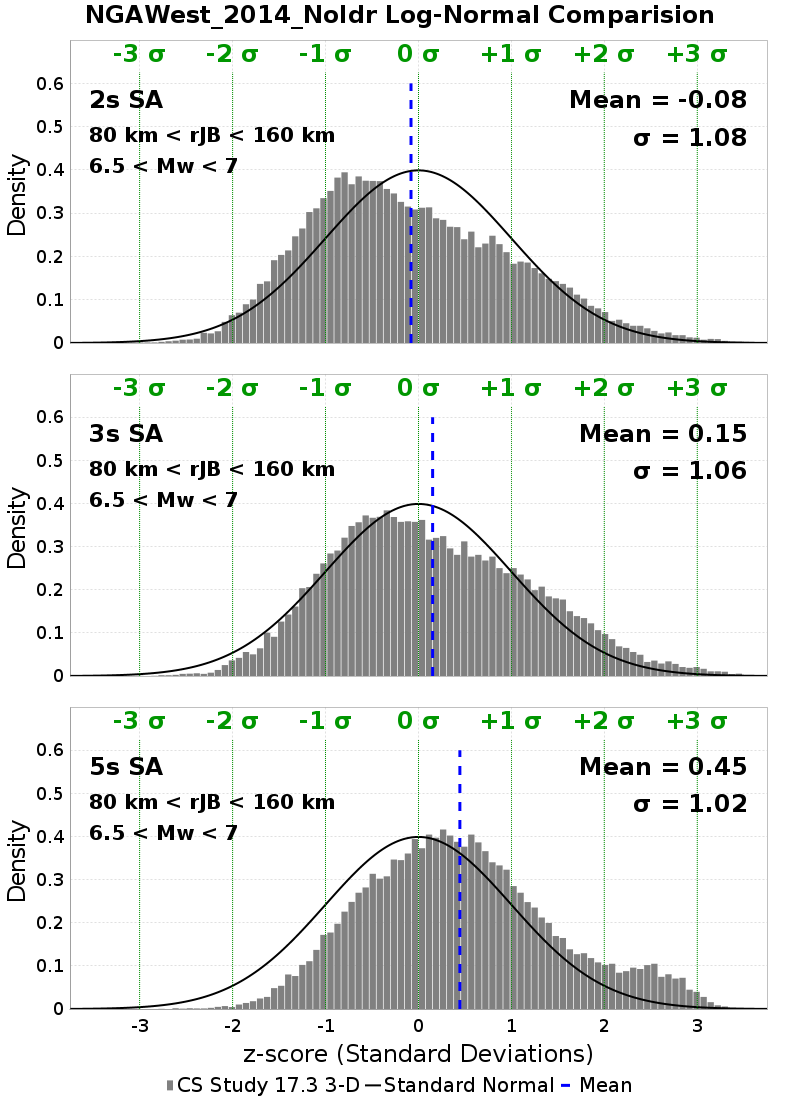 NGAWest_2014_NoIdr Log-Normal Comparision
-3 σ -2 σ -1 σ 0 σ +1 σ +2 σ +3 σ
0.6
2s SA Mean = -0.08
0.5
80 km < rJB < 160 km σ = 1.08
6.5 < Mw < 7
0.4
0.3
0.2
0.1
0
Density
-3 σ -2 σ -1 σ 0 σ +1 σ +2 σ +3 σ
0.6
3s SA Mean = 0.15
0.5
80 km < rJB < 160 km σ = 1.06
6.5 < Mw < 7
0.4
0.3
0.2
0.1
0
Density
-3 σ -2 σ -1 σ 0 σ +1 σ +2 σ +3 σ
0.6
5s SA Mean = 0.45
0.5
80 km < rJB < 160 km σ = 1.02
6.5 < Mw < 7
0.4
0.3
0.2
0.1
0
Density
-3 -2 -1 0 1 2 3
z-score (Standard Deviations)
CS Study 17.3 3-D Standard Normal Mean